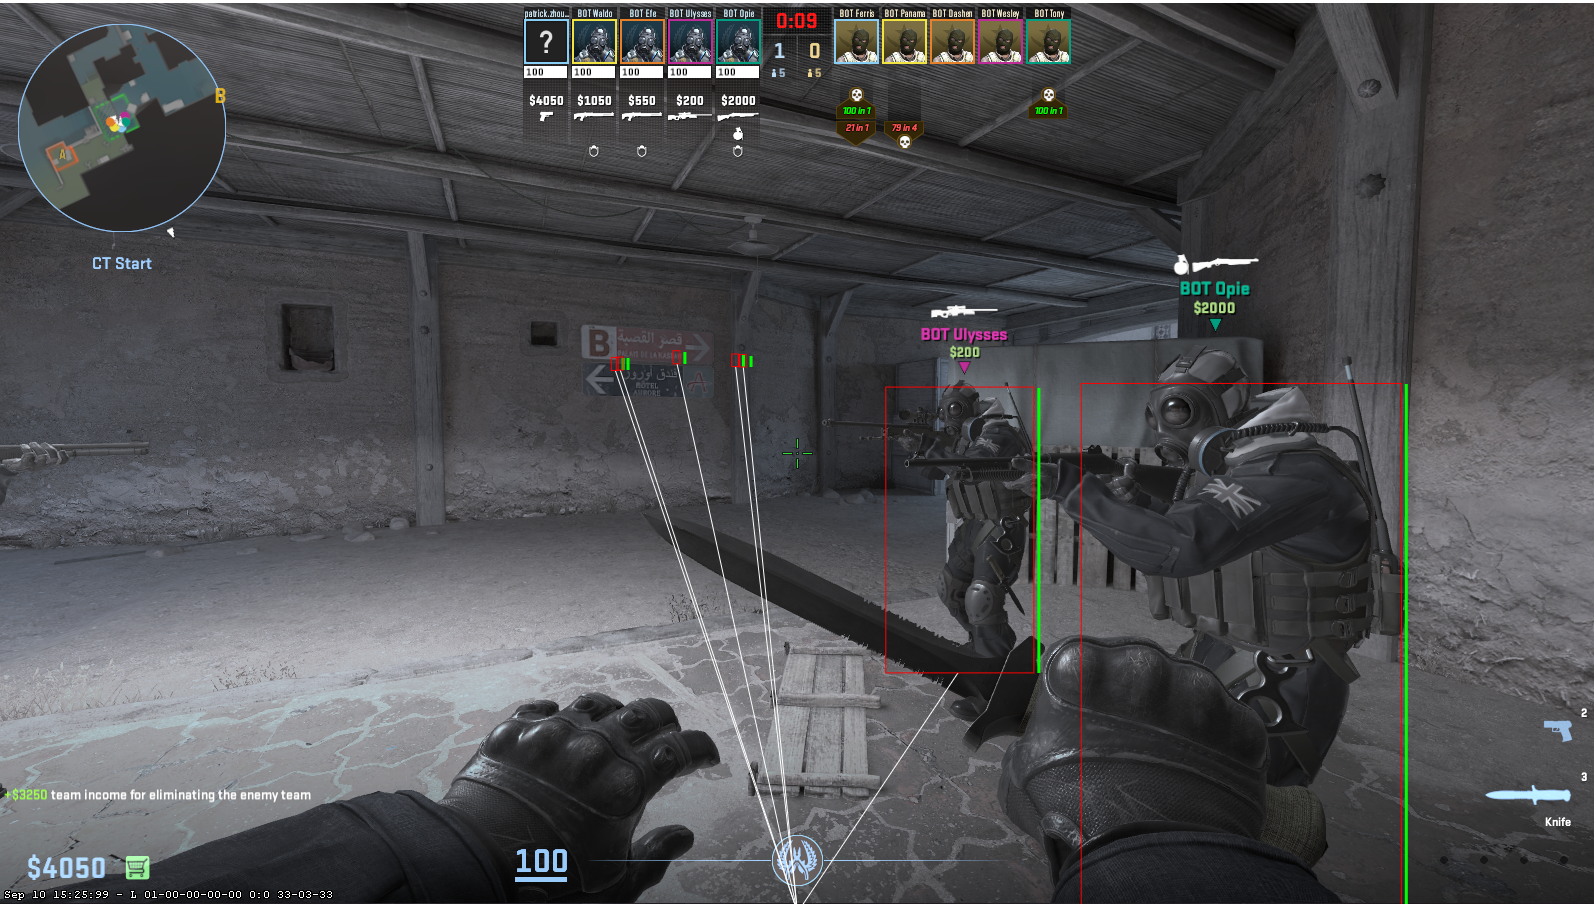 patrick.zhou...
BOT Waldo
BOT Efe
BOT Ulysses
BOT Opie
0:09
BOT Ferris
BOT Panama
BOT Dashen
BOT Wesley
BOT Tony
?
1
0
100
100
100
100
100
5
5
$4050
$1050
$550
$200
$2000
100 in 1
100 in 1
21 in 1
79 in 4
B
A
CT Start
BOT Opie
$2000
BOT Ulysses
$200
B
2
3
Knife
+$3250 team income for eliminating the enemy team
$4050
100
Sep 10 15:25:99 - L 01-00-00-00-00 0:0 33-03-33